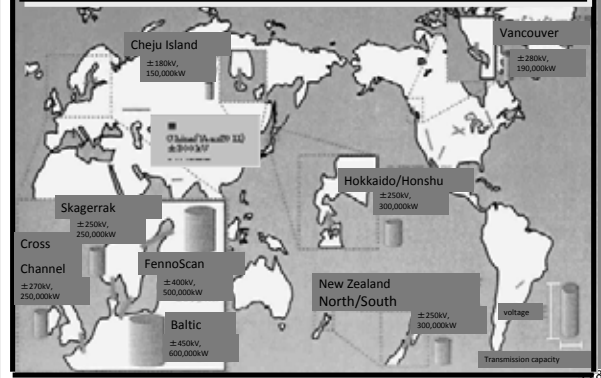 Vancouver
±280kV,
190,000kW
Cheju Island
±180kV,
150,000kW
Hokkaido/Honshu
±250kV,
300,000kW
Skagerrak
±250kV,
250,000kW
Cross
Channel
±270kV,
250,000kW
FennoScan
±400kV,
500,000kW
Baltic
±450kV,
600,000kW
New Zealand
North/South
±250kV,
300,000kW
voltage
Transmission capacity